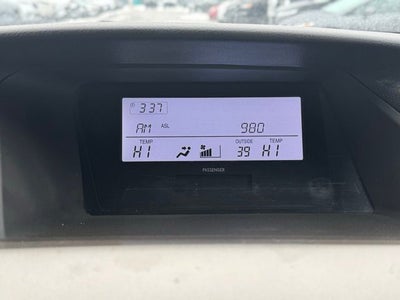 3:37
AM ASL 980
TEMP OUTSIDE TEMP
HI 39 HI
PASSENGER